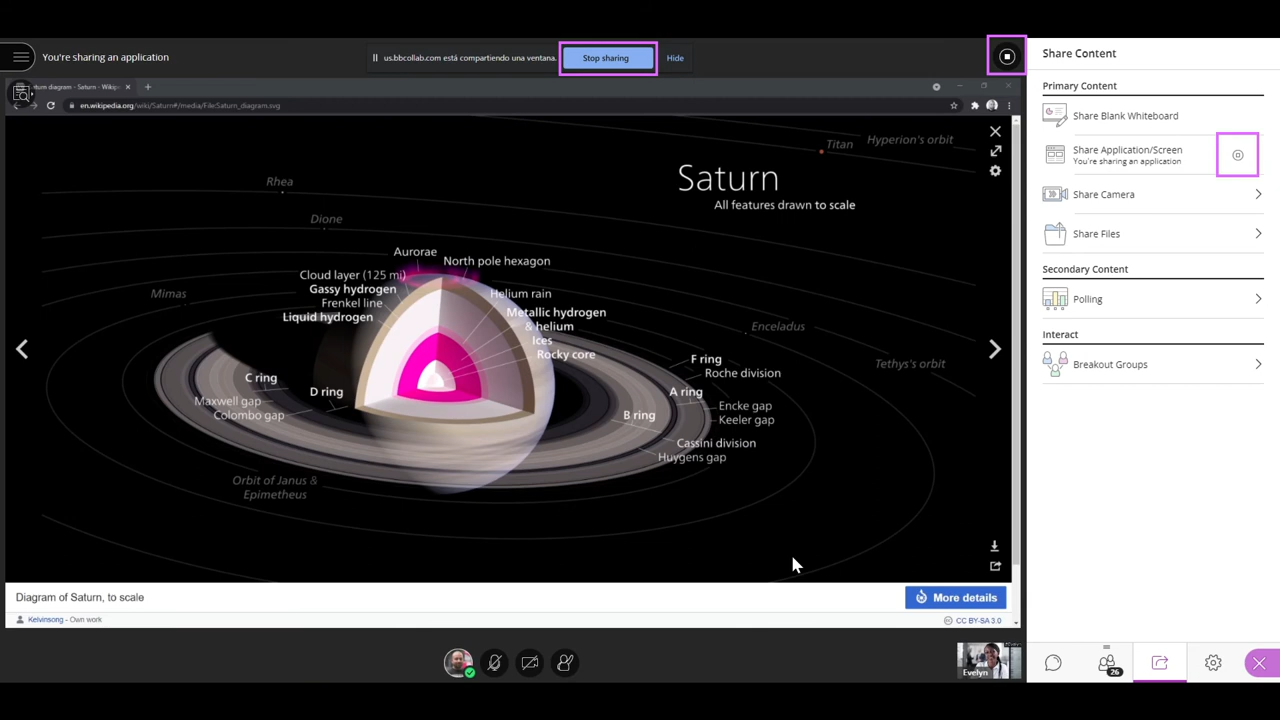 You're sharing an application
us.bbcollab.com está compartiendo una ventana.
Stop sharing
Hide
turn diagram - Saturn - Wikip
en.wikipedia.org/wiki/Saturn#/media/File:Saturn_diagram.svg
Titan
Hyperion's orbit
Saturn
All features drawn to scale
Rhea
Dione
Aurorae
North pole hexagon
Cloud layer (125 mi)
Gassy hydrogen
Frenkel line
Liquid hydrogen
Mimas
Helium rain
Metallic hydrogen
& helium
Ices
Rocky core
Enceladus
Tethys's orbit
F ring
Roche division
A ring
Encke gap
Keeler gap
B ring
Cassini division
Huygens gap
C ring
D ring
Maxwell gap
Colombo gap
Orbit of Janus &
Epimetheus
Diagram of Saturn, to scale
More details
Kelvinsong - Own work
CC BY-SA 3.0
Evelyn
Share Content
Primary Content
Share Blank Whiteboard
Share Application/Screen
You're sharing an application
Share Camera
Share Files
Secondary Content
Polling
Interact
Breakout Groups
26